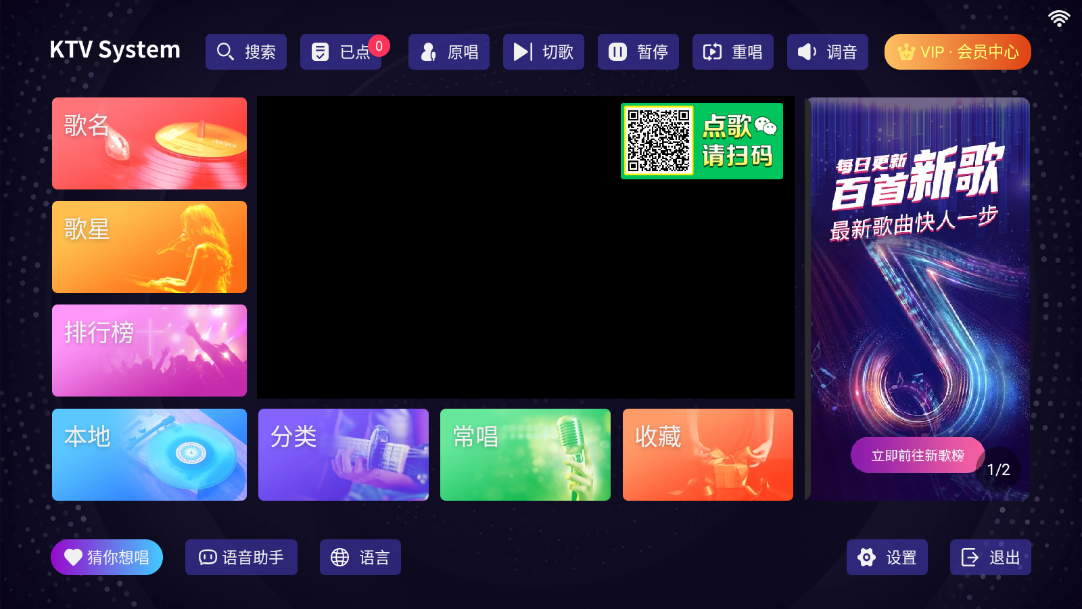 KTV System
搜索
已点
0
原唱
切歌
暂停
重唱
调音
VIP · 会员中心
歌名
歌星
排行榜
本地
分类
常唱
收藏
点歌
请扫码
每日更新
百首新歌
最新歌曲快人一步
立即前往新歌榜
1/2
猜你想唱
语音助手
语言
设置
退出